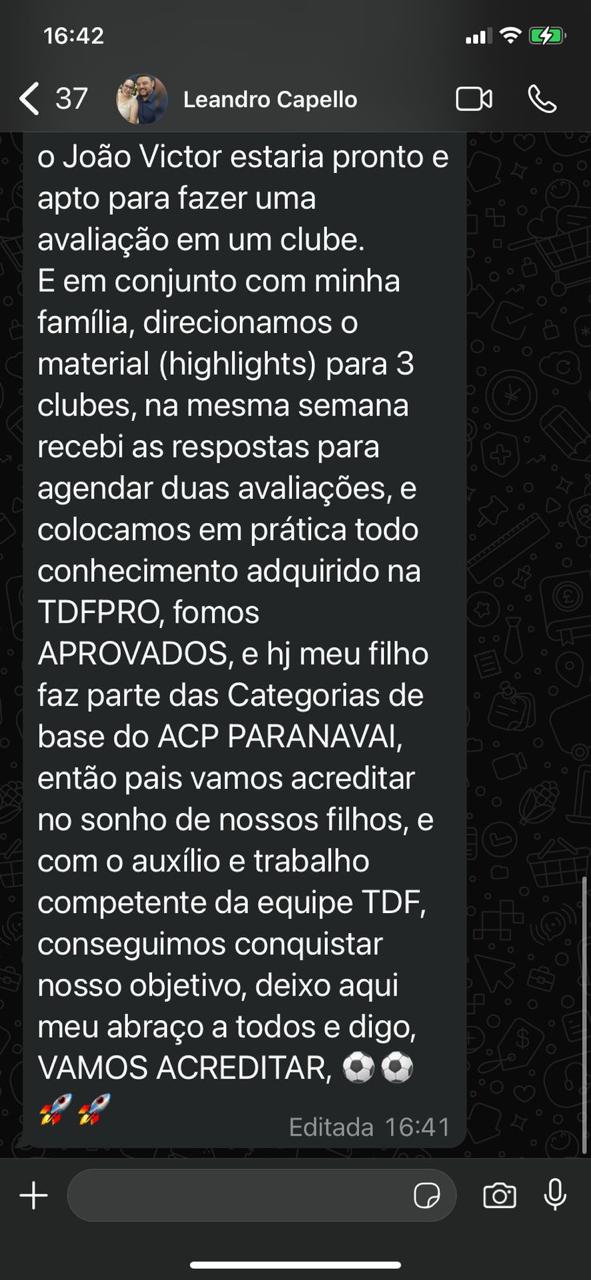 16:42
37
Leandro Capello
o João Victor estaria pronto e
apto para fazer uma
avaliação em um clube.
E em conjunto com minha
família, direcionamos o
material (highlights) para 3
clubes, na mesma semana
recebi as respostas para
agendar duas avaliações, e
colocamos em prática todo
conhecimento adquirido na
TDFPRO, fomos
APROVADOS, e hj meu filho
faz parte das Categorias de
base do ACP PARANAVAI,
então pais vamos acreditar
no sonho de nossos filhos, e
com o auxílio e trabalho
competente da equipe TDF,
conseguimos conquistar
nosso objetivo, deixo aqui
meu abraço a todos e digo,
VAMOS ACREDITAR, ⚽⚽
🚀🚀
Editada 16:41